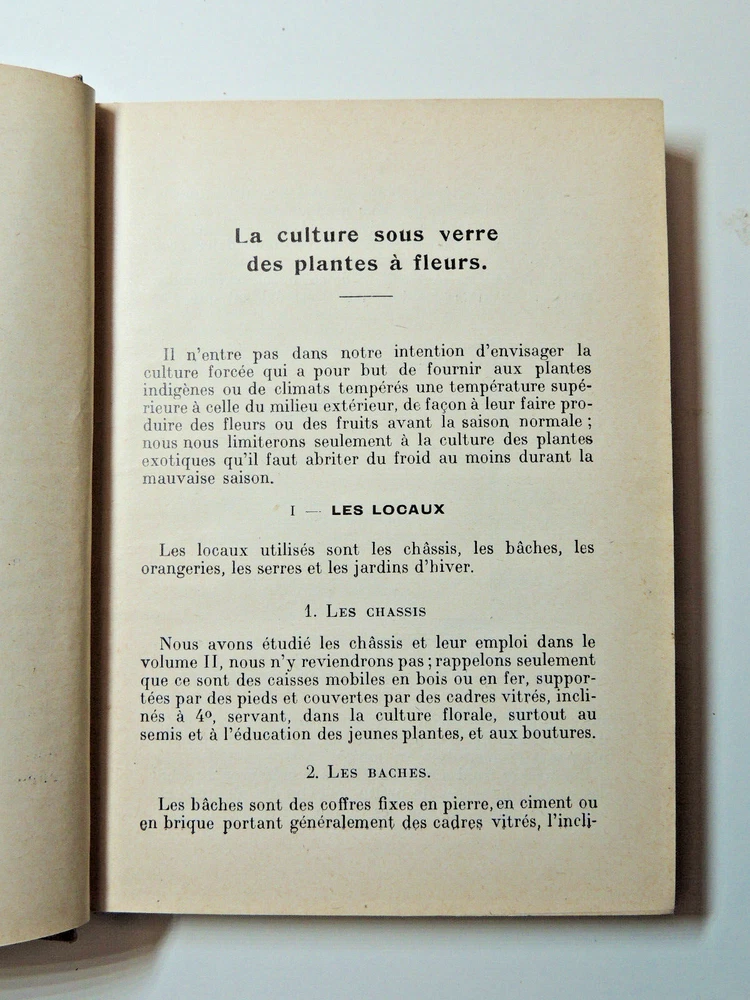 La culture sous verre
des plantes à fleurs.
Il n'entre pas dans notre intention d'envisager la
culture forcée qui a pour but de fournir aux plantes
indigènes ou de climats tempérés une température supé-
rieure à celle du milieu extérieur, de façon à leur faire pro-
duire des fleurs ou des fruits avant la saison normale ;
nous nous limiterons seulement à la culture des plantes
exotiques qu'il faut abriter du froid au moins durant la
mauvaise saison.
I — LES LOCAUX
Les locaux utilisés sont les châssis, les bâches, les
orangeries, les serres et les jardins d'hiver.
1. LES CHASSIS
Nous avons étudié les châssis et leur emploi dans le
volume II, nous n'y reviendrons pas ; rappelons seulement
que ce sont des caisses mobiles en bois ou en fer, suppor-
tées par des pieds et couvertes par des cadres vitrés, incli-
nés à 4º, servant, dans la culture florale, surtout au
semis et à l'éducation des jeunes plantes, et aux boutures.
2. LES BACHES.
Les bâches sont des coffres fixes en pierre, en ciment ou
en brique portant généralement des cadres vitrés, l'incli-